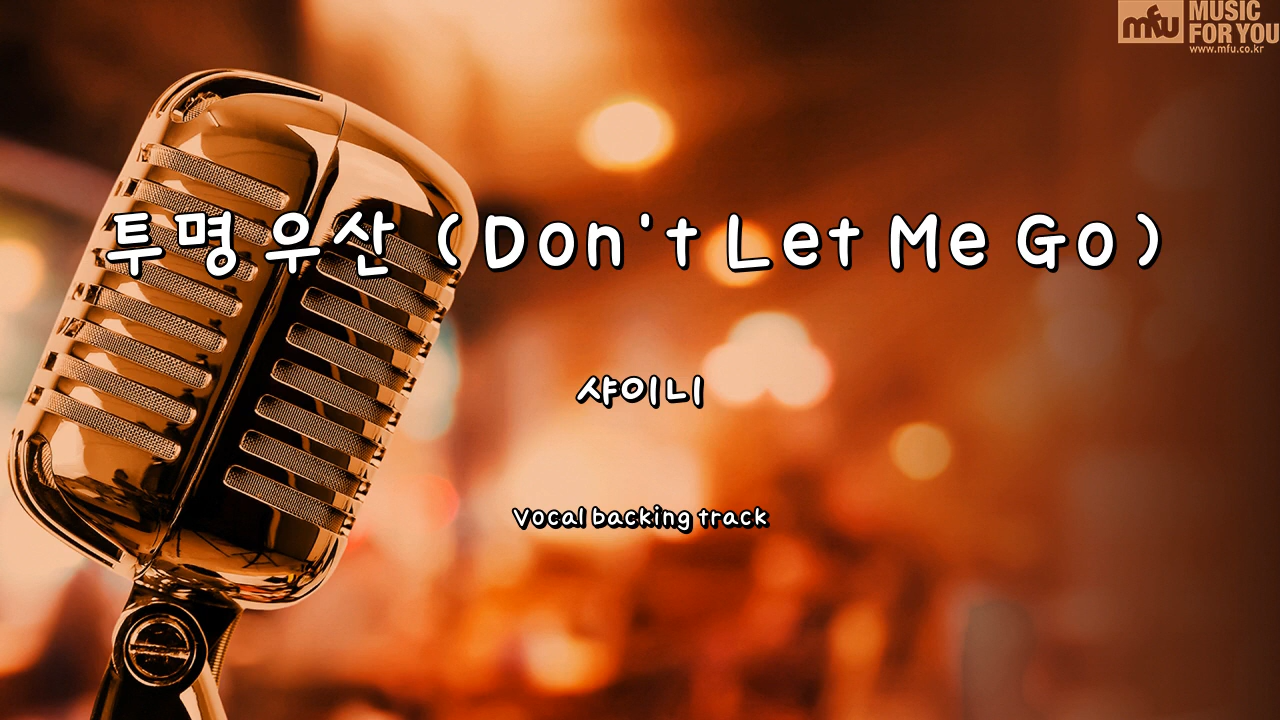 mfu MUSIC
FOR YOU
www.mfu.co.kr
투명우산 (Don't Let Me Go)
샤이니
Vocal backing track